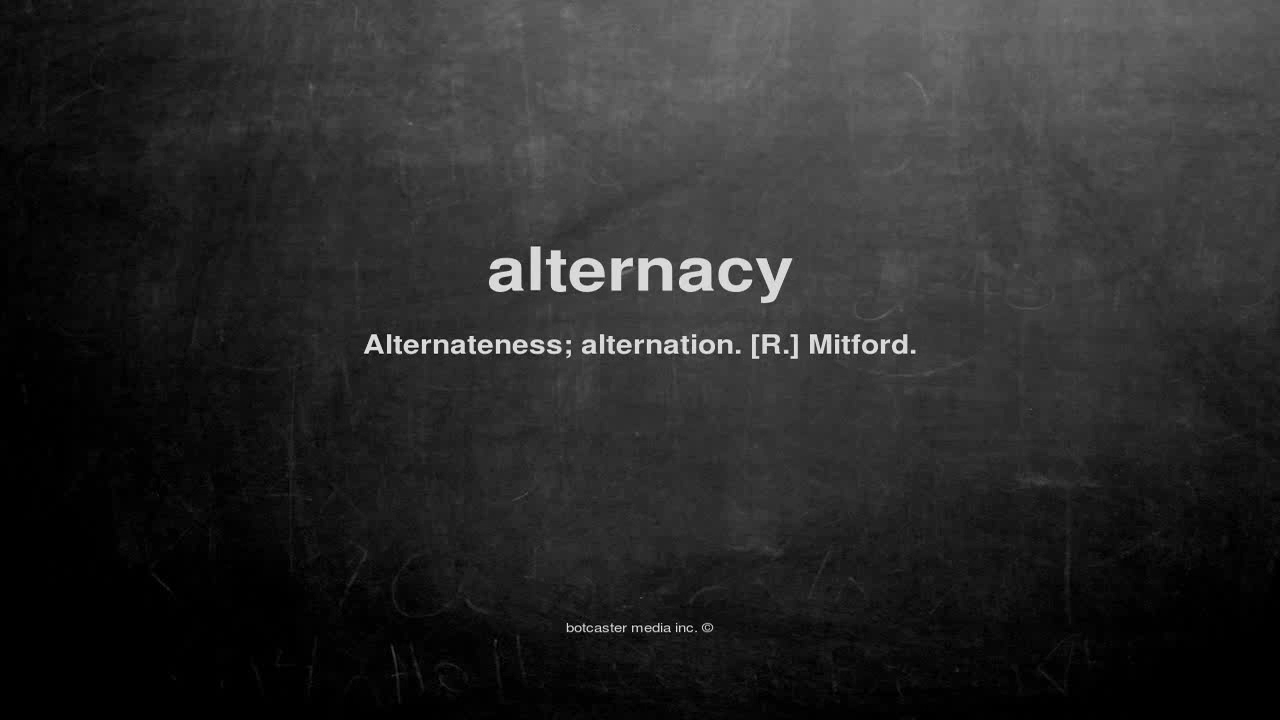 alternacy
Alternateness; alternation. [R.] Mitford.
botcaster media inc. ©